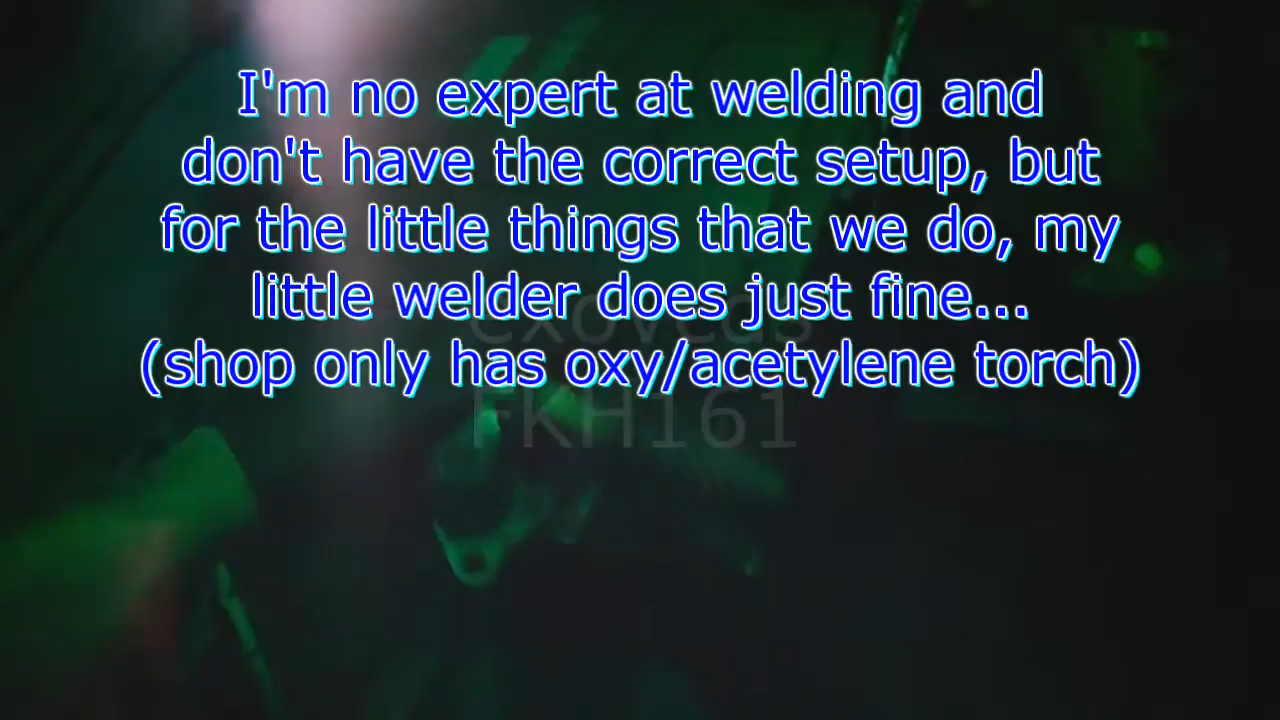 I'm no expert at welding and
don't have the correct setup, but
for the little things that we do, my
little welder does just fine...
(shop only has oxy/acetylene torch)
FKH161